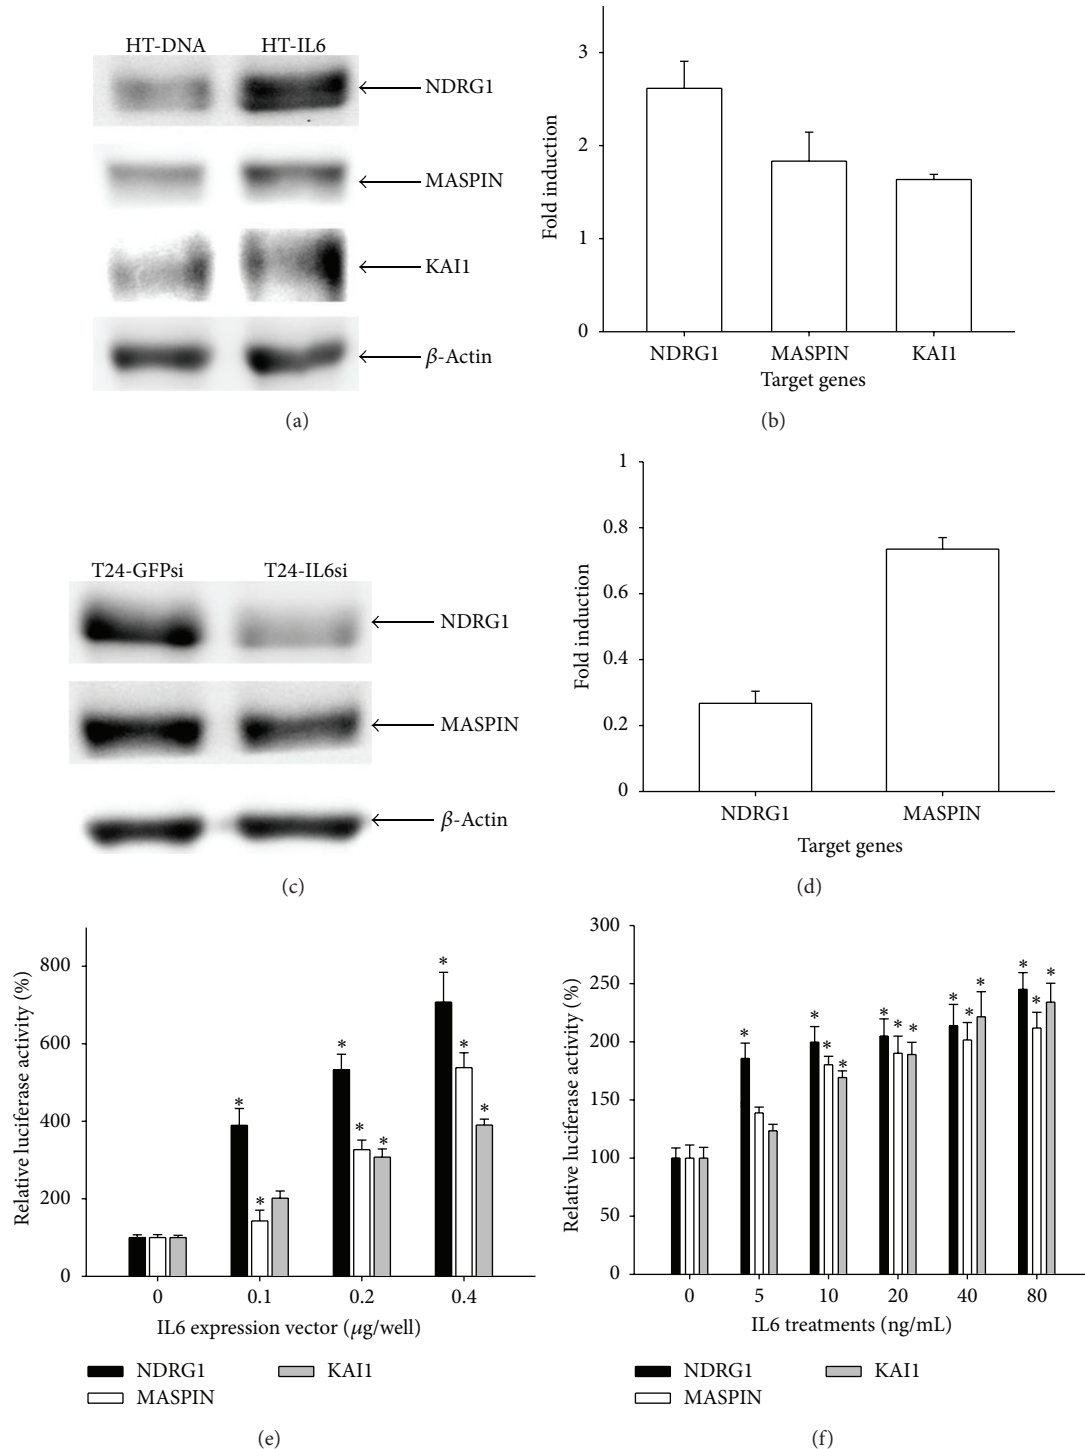 HT-DNA HT-IL6
NDRG1
MASPIN
KAI1
β-Actin
(a)
Fold induction
3
2
1
0
NDRG1 MASPIN KAI1
Target genes
(b)
T24-GFPsi T24-IL6si
NDRG1
MASPIN
β-Actin
(c)
Fold induction
1
0.8
0.6
0.4
0.2
0
NDRG1 MASPIN
Target genes
(d)
Relative luciferase activity (%)
800
600
400
200
0
* * * * * * * *
0 0.1 0.2 0.4
IL6 expression vector (μg/well)
NDRG1 KAI1
MASPIN
(e)
Relative luciferase activity (%)
300
250
200
150
100
50
0
* * * * * * * * * * * * *
0 5 10 20 40 80
IL6 treatments (ng/mL)
NDRG1 KAI1
MASPIN
(f)